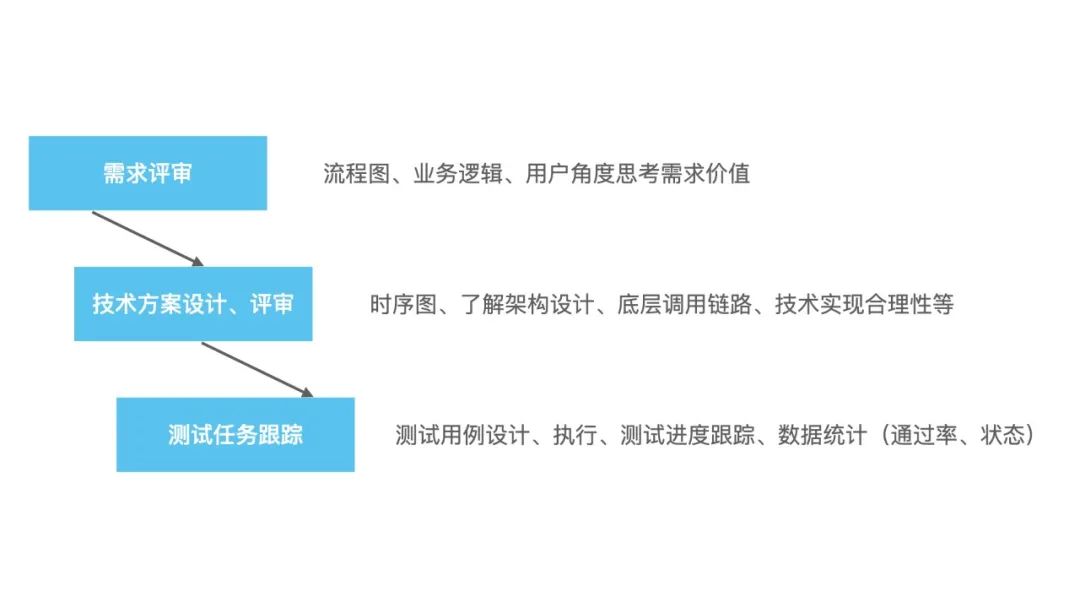 需求评审
流程图、业务逻辑、用户角度思考需求价值
技术方案设计、评审
时序图、了解架构设计、底层调用链路、技术实现合理性等
测试任务跟踪
测试用例设计、执行、测试进度跟踪、数据统计（通过率、状态）